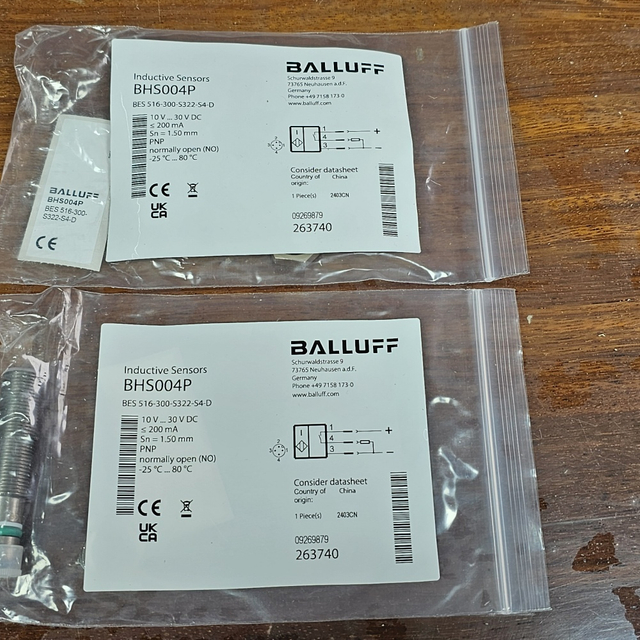 BALLUFF
Schurwaldstrasse 9
73765 Neuhausen a.d.F.
Germany
Phone +49 7158 173-0
www.balluff.com
Inductive Sensors
BHS004P
BES 516-300-S322-S4-D
10 V ... 30 V DC
≤ 200 mA
Sn = 1.50 mm
PNP
normally open (NO)
-25 °C ... 80 °C
1
4
3
+
−
CE
UK
CA
Consider datasheet
Country of origin: China
1 Piece(s) 2403CN
09269879
263740
BALLUFF
BHS004P
BES 516-300-
S322-S4-D
CE
BALLUFF
Schurwaldstrasse 9
73765 Neuhausen a.d.F.
Germany
Phone +49 7158 173-0
www.balluff.com
Inductive Sensors
BHS004P
BES 516-300-S322-S4-D
10 V ... 30 V DC
≤ 200 mA
Sn = 1.50 mm
PNP
normally open (NO)
-25 °C ... 80 °C
1
4
3
+
−
CE
UK
CA
Consider datasheet
Country of origin: China
1 Piece(s) 2403CN
09269879
263740